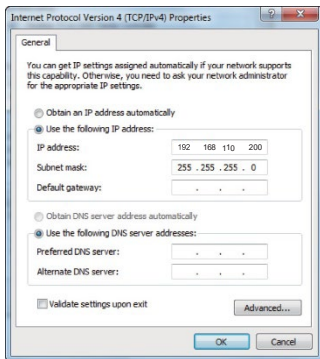 Internet Protocol Version 4 (TCP/IPv4) Properties
General
You can get IP settings assigned automatically if your network supports
this capability. Otherwise, you need to ask your network administrator
for the appropriate IP settings.
Obtain an IP address automatically
Use the following IP address:
IP address: 192 168 110 200
Subnet mask: 255 . 255 . 255 . 0
Default gateway: . . .
Obtain DNS server address automatically
Use the following DNS server addresses:
Preferred DNS server: . . .
Alternate DNS server: . . .
Validate settings upon exit
Advanced...
OK Cancel